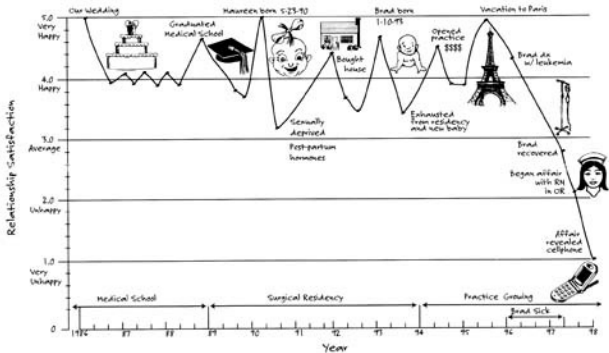 Our Wedding
Graduated
Medical School
Maureen born 5-23-90
Brad born
1-10-93
Vacation to Paris
Opened
practice
$$$$
Bought
house
Brad dx
w/ leukemia
Sexually
deprived
Post-partum
hormones
Exhausted
from residency
and new baby
Brad
recovered
Began affair
with RN
in OR
Affair
revealed
cellphone
Relationship Satisfaction
5.0
Very
Happy
4.0
Happy
3.0
Average
2.0
Unhappy
1.0
Very
Unhappy
0
Medical School
Surgical Residency
Practice Growing
Brad Sick
1986 87 88 89 90 91 92 93 94 95 96 97 98
Year